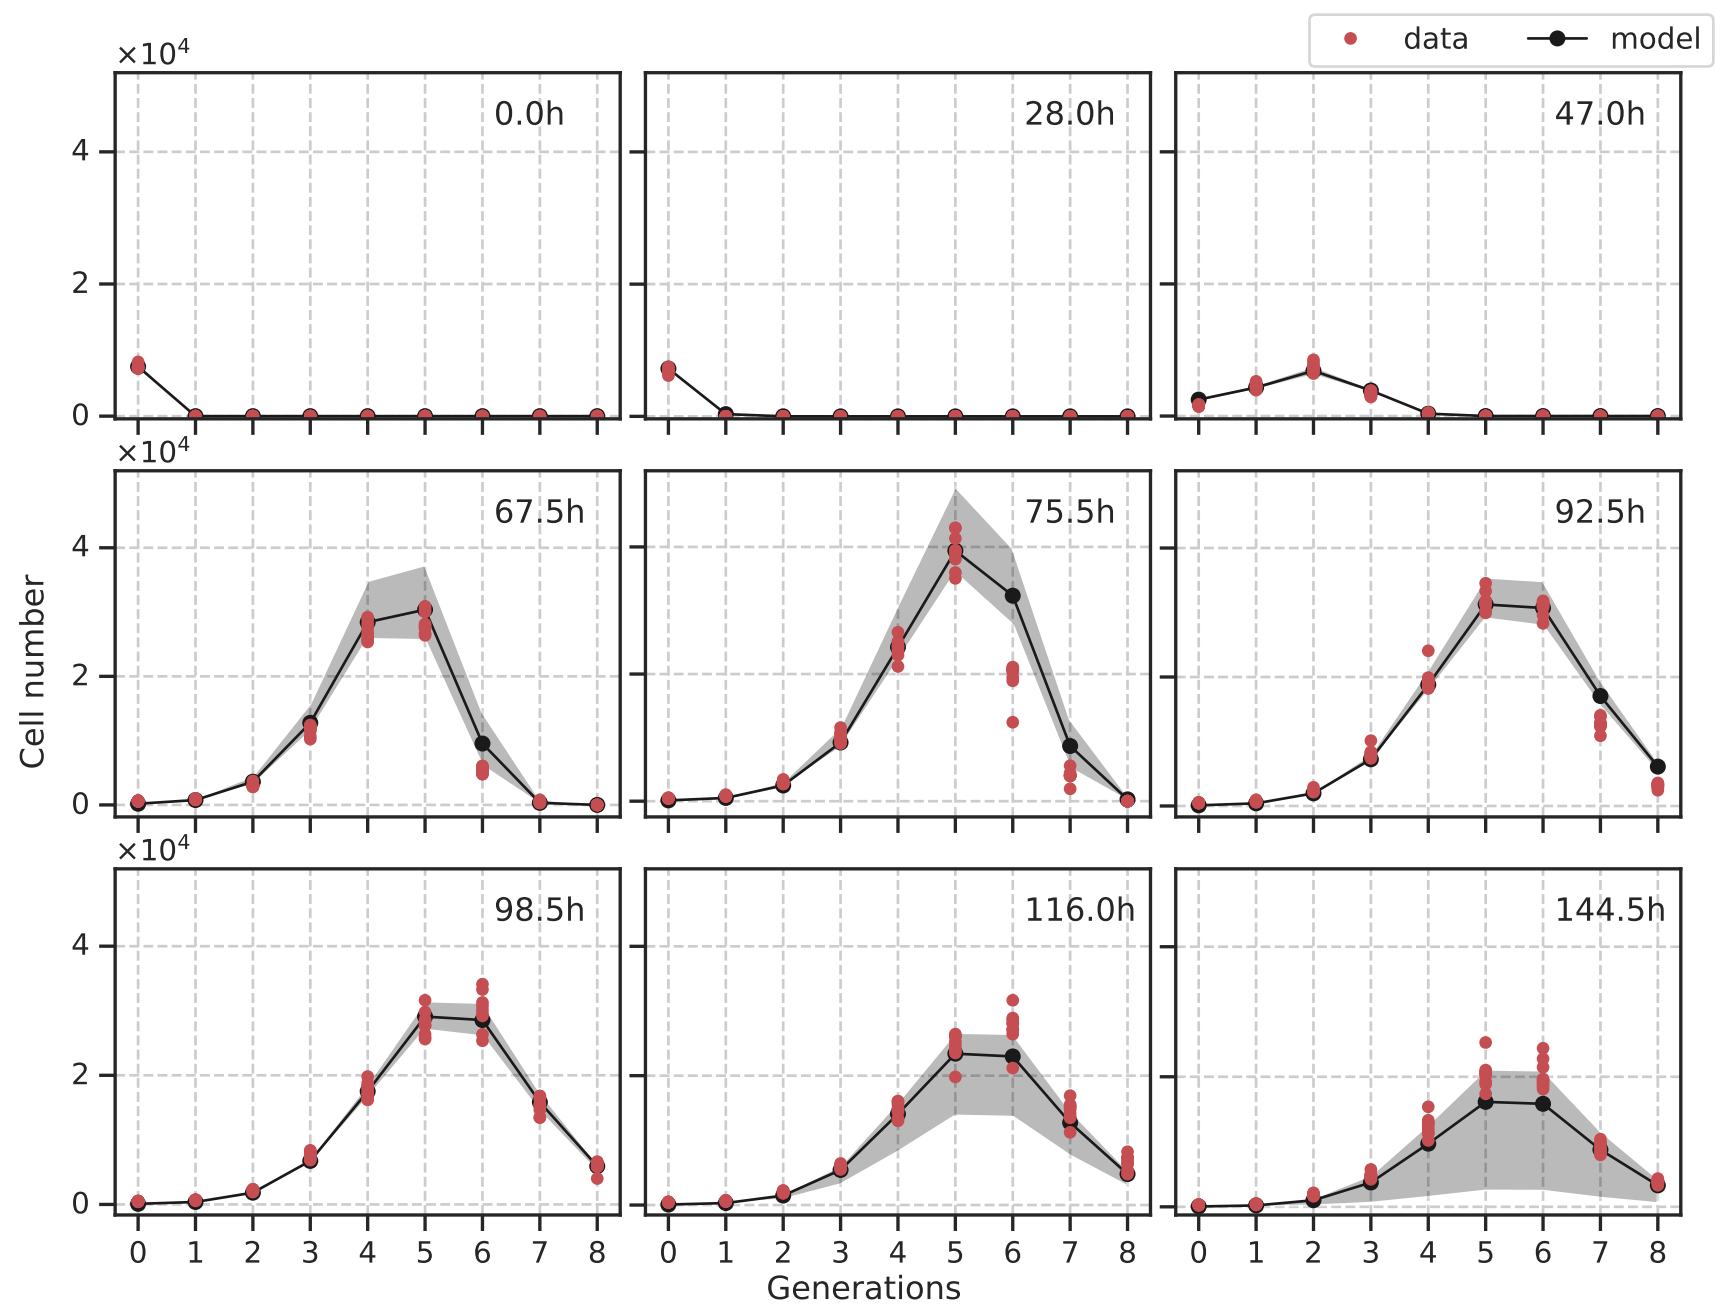 data model
×10⁴
0.0h 28.0h 47.0h
4
2
0
×10⁴
67.5h 75.5h 92.5h
4
2
0
Cell number
×10⁴
98.5h 116.0h 144.5h
4
2
0
0 1 2 3 4 5 6 7 8 0 1 2 3 4 5 6 7 8 0 1 2 3 4 5 6 7 8
Generations